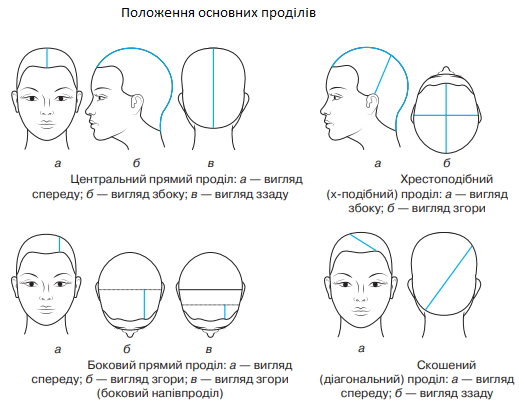 Положення основних проділів
а б в
Центральний прямий проділ: а — вигляд
спереду; б — вигляд збоку; в — вигляд ззаду
а б
Хрестоподібний
(х-подібний) проділ: а — вигляд
збоку; б — вигляд згори
а б в
Боковий прямий проділ: а — вигляд
спереду; б — вигляд згори; в — вигляд згори
(боковий напівпроділ)
а
Скошений
(діагональний) проділ: а — вигляд
спереду; б — вигляд ззаду